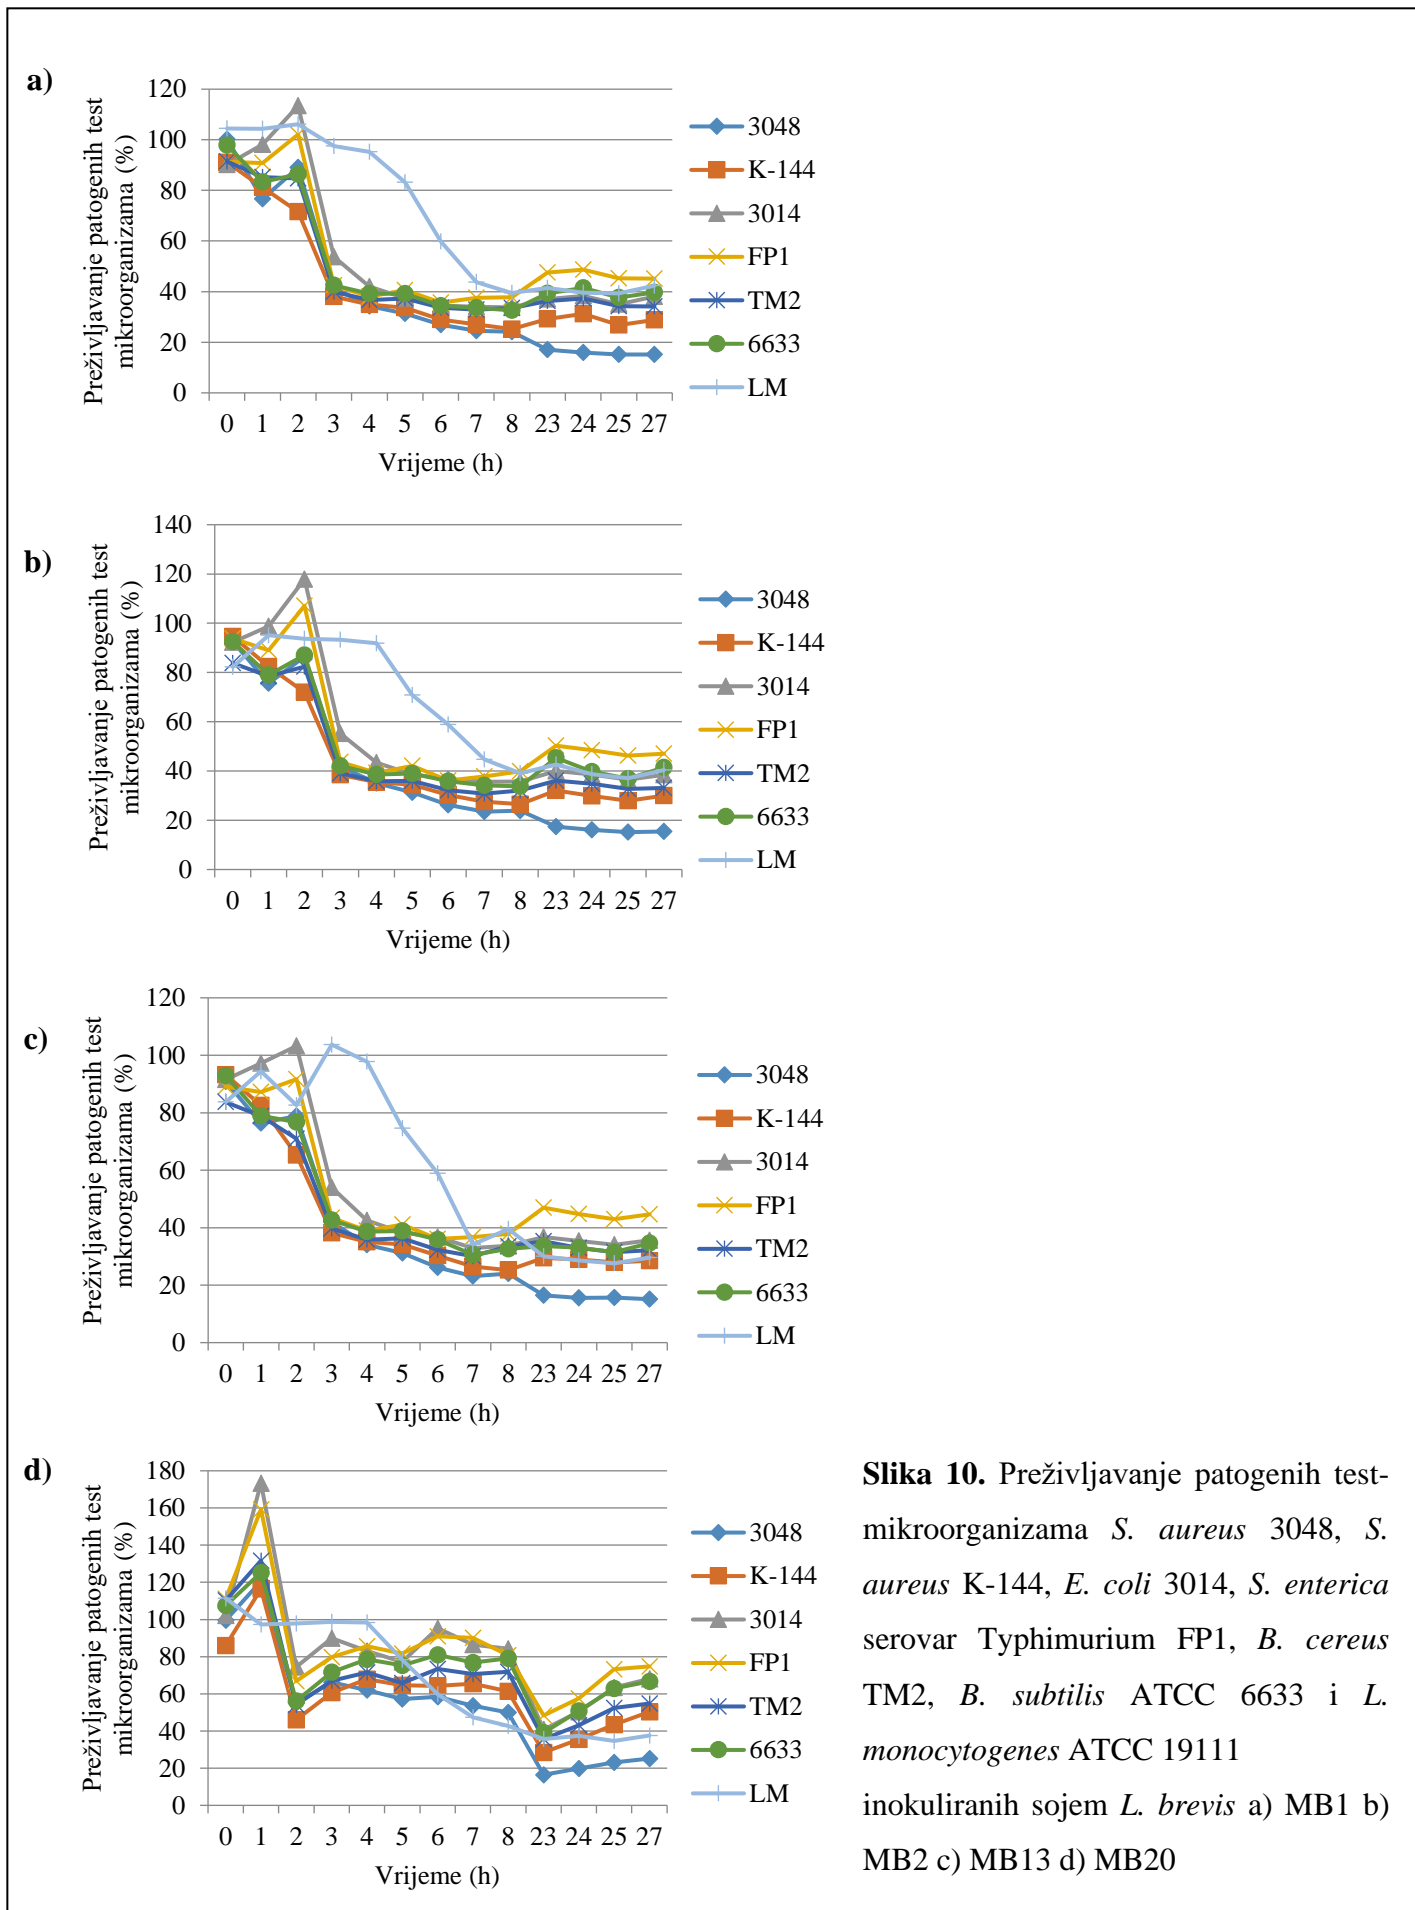 a)
Preživljavanje patogenih test
mikroorganizama (%)
120
100
80
60
40
20
0
0 1 2 3 4 5 6 7 8 23 24 25 27
Vrijeme (h)
3048
K-144
3014
FP1
TM2
6633
LM
b)
Preživljavanje patogenih test
mikroorganizama (%)
140
120
100
80
60
40
20
0
0 1 2 3 4 5 6 7 8 23 24 25 27
Vrijeme (h)
3048
K-144
3014
FP1
TM2
6633
LM
c)
Preživljavanje patogenih test
mikroorganizama (%)
120
100
80
60
40
20
0
0 1 2 3 4 5 6 7 8 23 24 25 27
Vrijeme (h)
3048
K-144
3014
FP1
TM2
6633
LM
d)
Preživljavanje patogenih test
mikroorganizama (%)
180
160
140
120
100
80
60
40
20
0
0 1 2 3 4 5 6 7 8 23 24 25 27
Vrijeme (h)
3048
K-144
3014
FP1
TM2
6633
LM
Slika 10. Preživljavanje patogenih test-
mikroorganizama S. aureus 3048, S.
aureus K-144, E. coli 3014, S. enterica
serovar Typhimurium FP1, B. cereus
TM2, B. subtilis ATCC 6633 i L.
monocytogenes ATCC 19111
inokuliranih sojem L. brevis a) MB1 b)
MB2 c) MB13 d) MB20